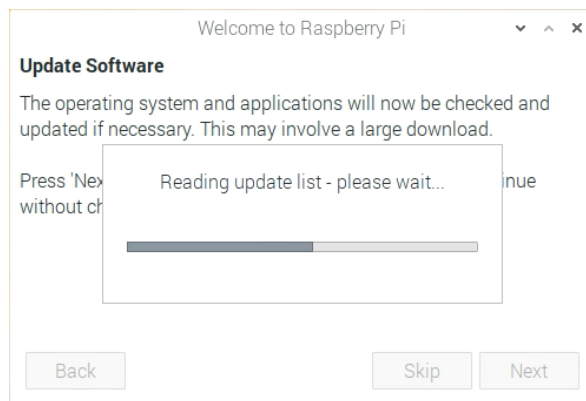 Welcome to Raspberry Pi
Update Software
The operating system and applications will now be checked and
updated if necessary. This may involve a large download.
Press 'Nex
inue
without ch
Reading update list - please wait...
Back
Skip
Next